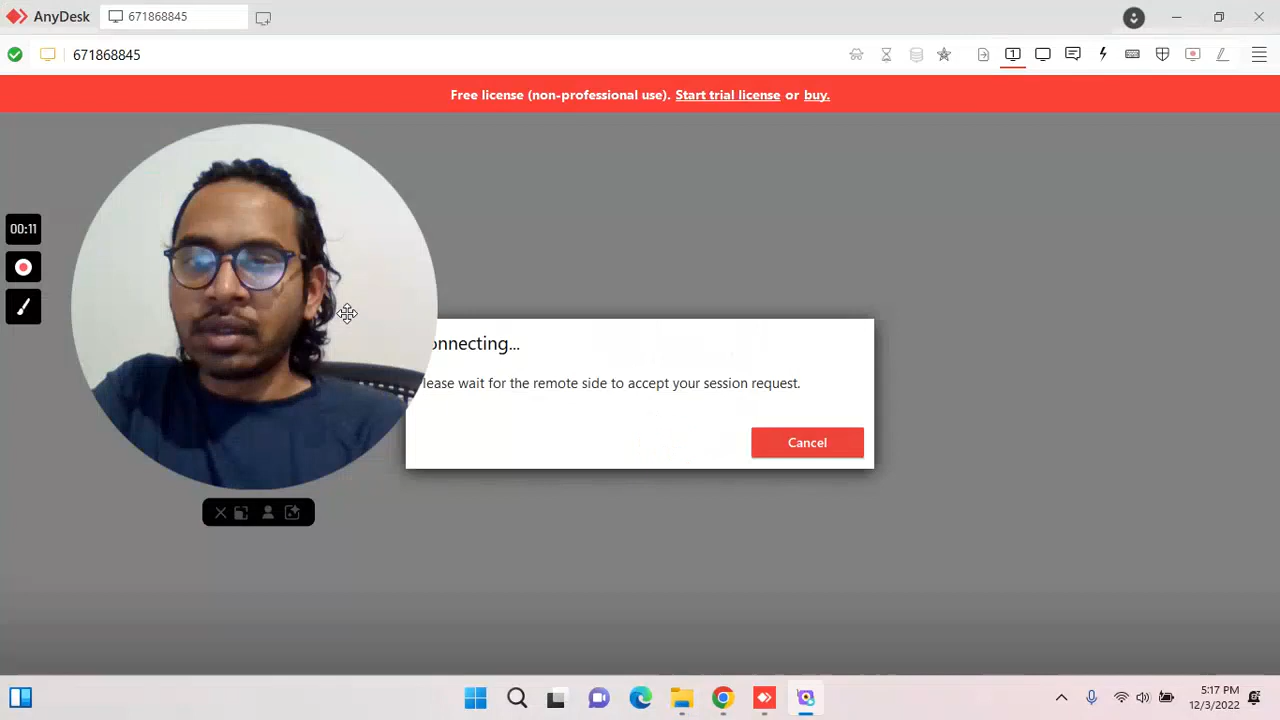 AnyDesk
671868845
671868845
1
Free license (non-professional use). Start trial license or buy.
00:11
onnecting...
lease wait for the remote side to accept your session request.
Cancel
5:17 PM
12/3/2022